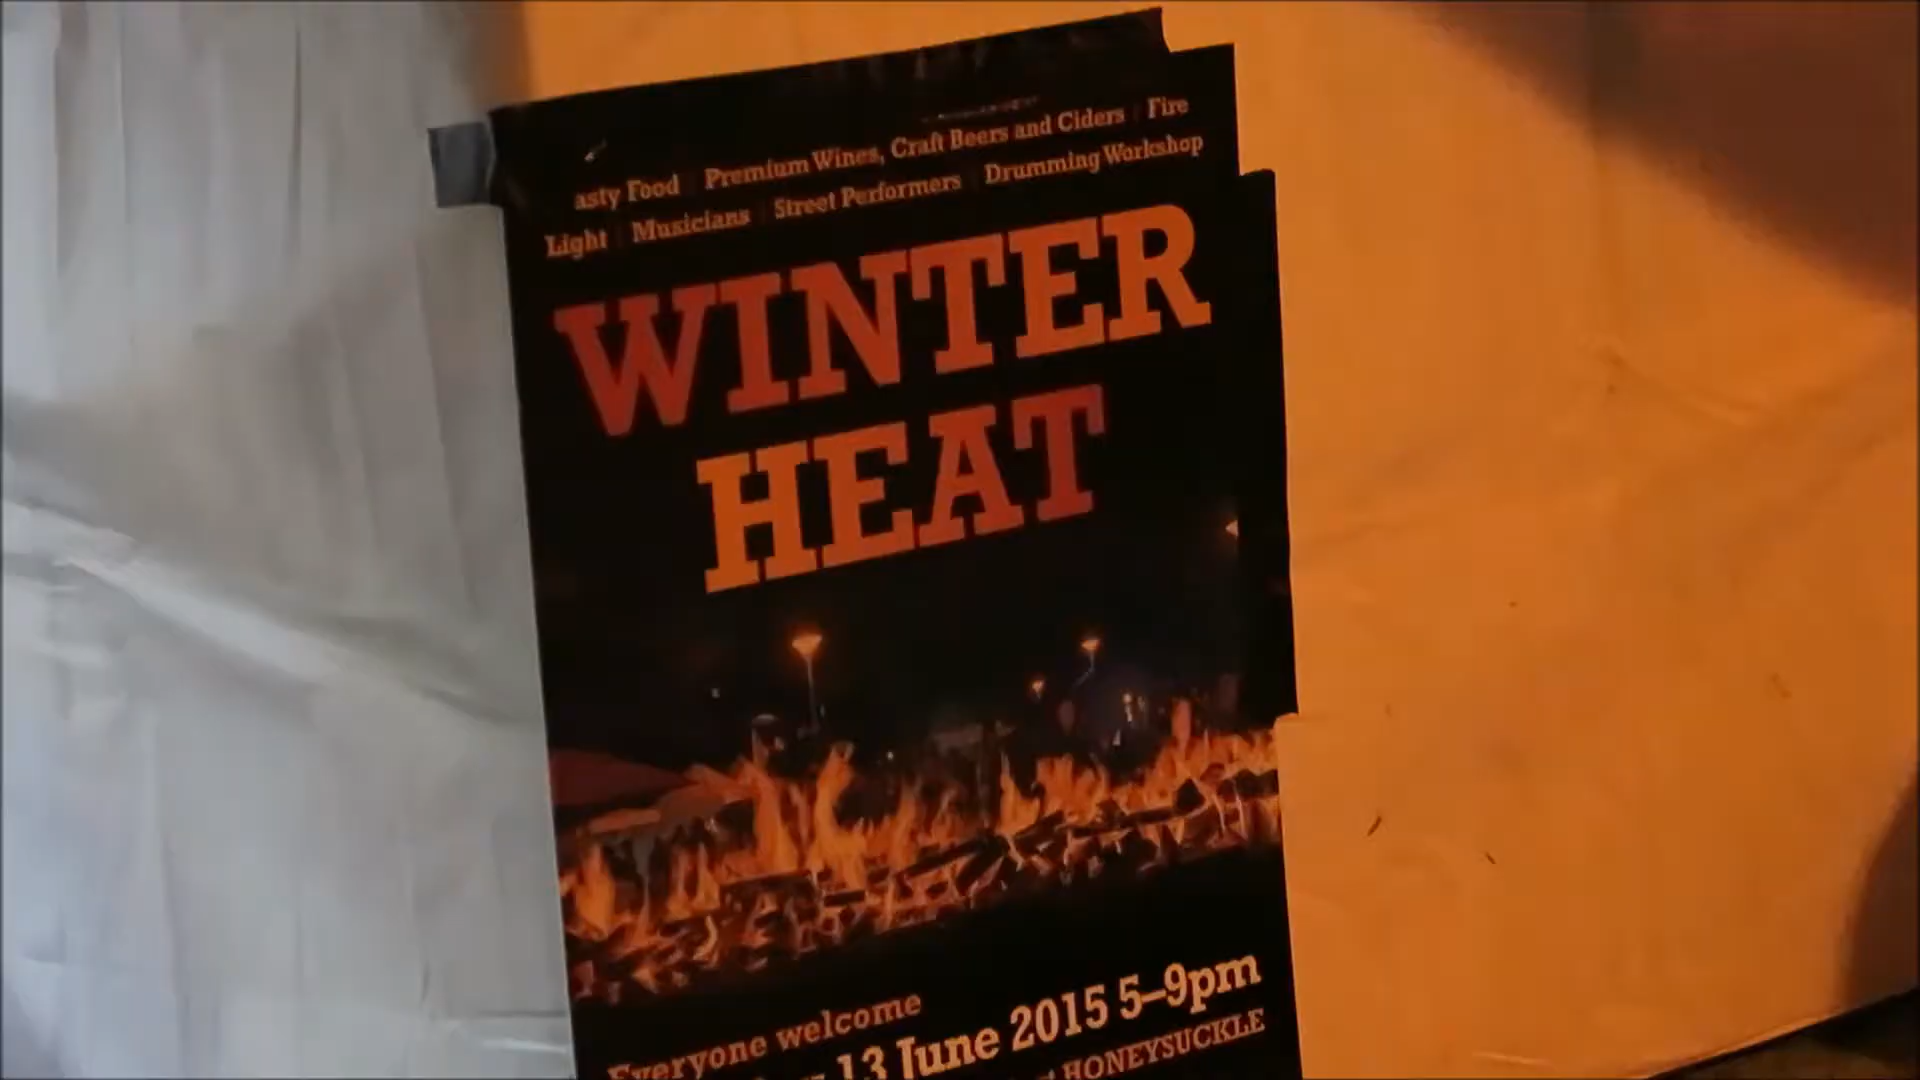 asty Food Premium Wines, Craft Beers and Ciders Fire
Light Musicians Street Performers Drumming Workshop
WINTER
HEAT
Everyone welcome
13 June 2015 5–9pm
HONEYSUCKLE